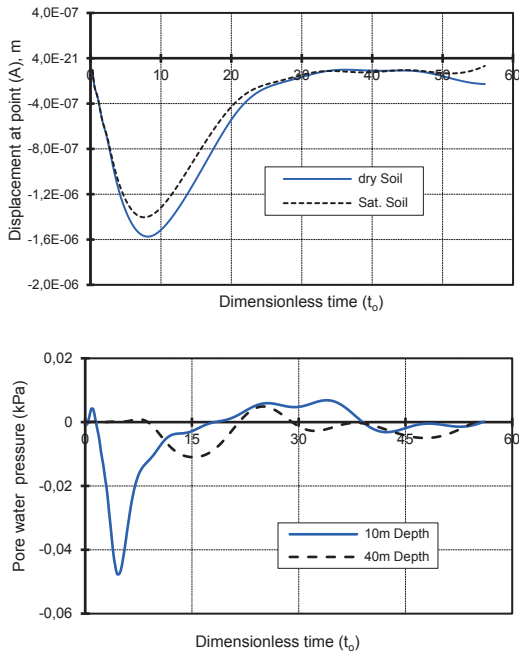 4,0E-07
4,0E-21
-4,0E-07
-8,0E-07
-1,2E-06
-1,6E-06
-2,0E-06
Displacement at point (A), m
0 10 20 30 40 50 60
dry Soil
Sat. Soil
Dimensionless time (t₀)
0,02
0
-0,02
-0,04
-0,06
Pore water pressure (kPa)
0 15 30 45 60
10m Depth
40m Depth
Dimensionless time (t₀)